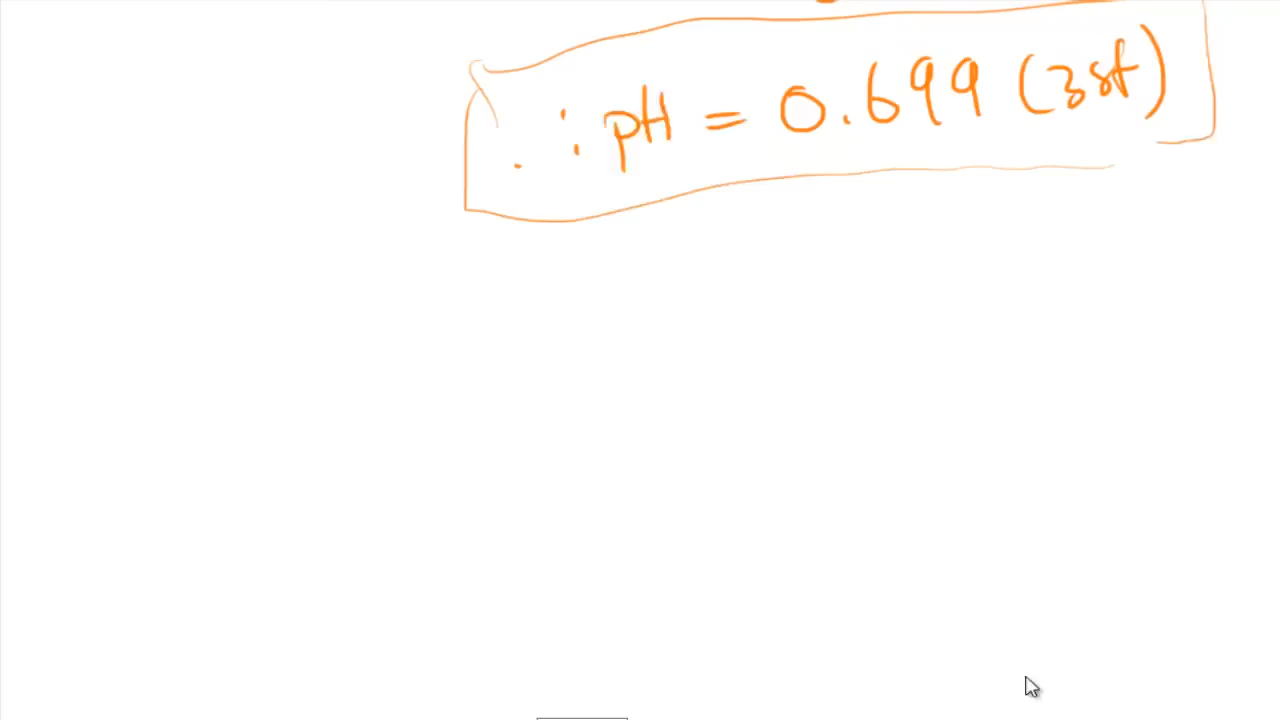 ∴ pH = 0.699 (3sf)